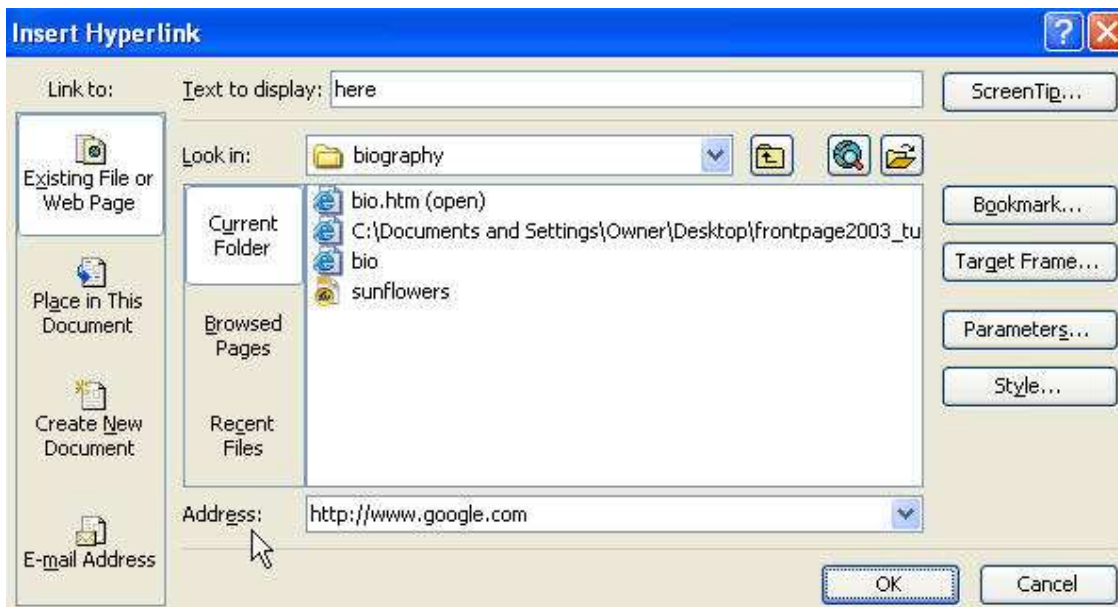 Insert Hyperlink
Link to:
Text to display: here
ScreenTip...
Existing File or
Web Page
Look in: biography
Current
Folder
bio.htm (open)
C:\Documents and Settings\Owner\Desktop\frontpage2003_tu
bio
sunflowers
Bookmark...
Target Frame...
Place in This
Document
Browsed
Pages
Parameters...
Style...
Create New
Document
Recent
Files
Address: http://www.google.com
E-mail Address
OK
Cancel